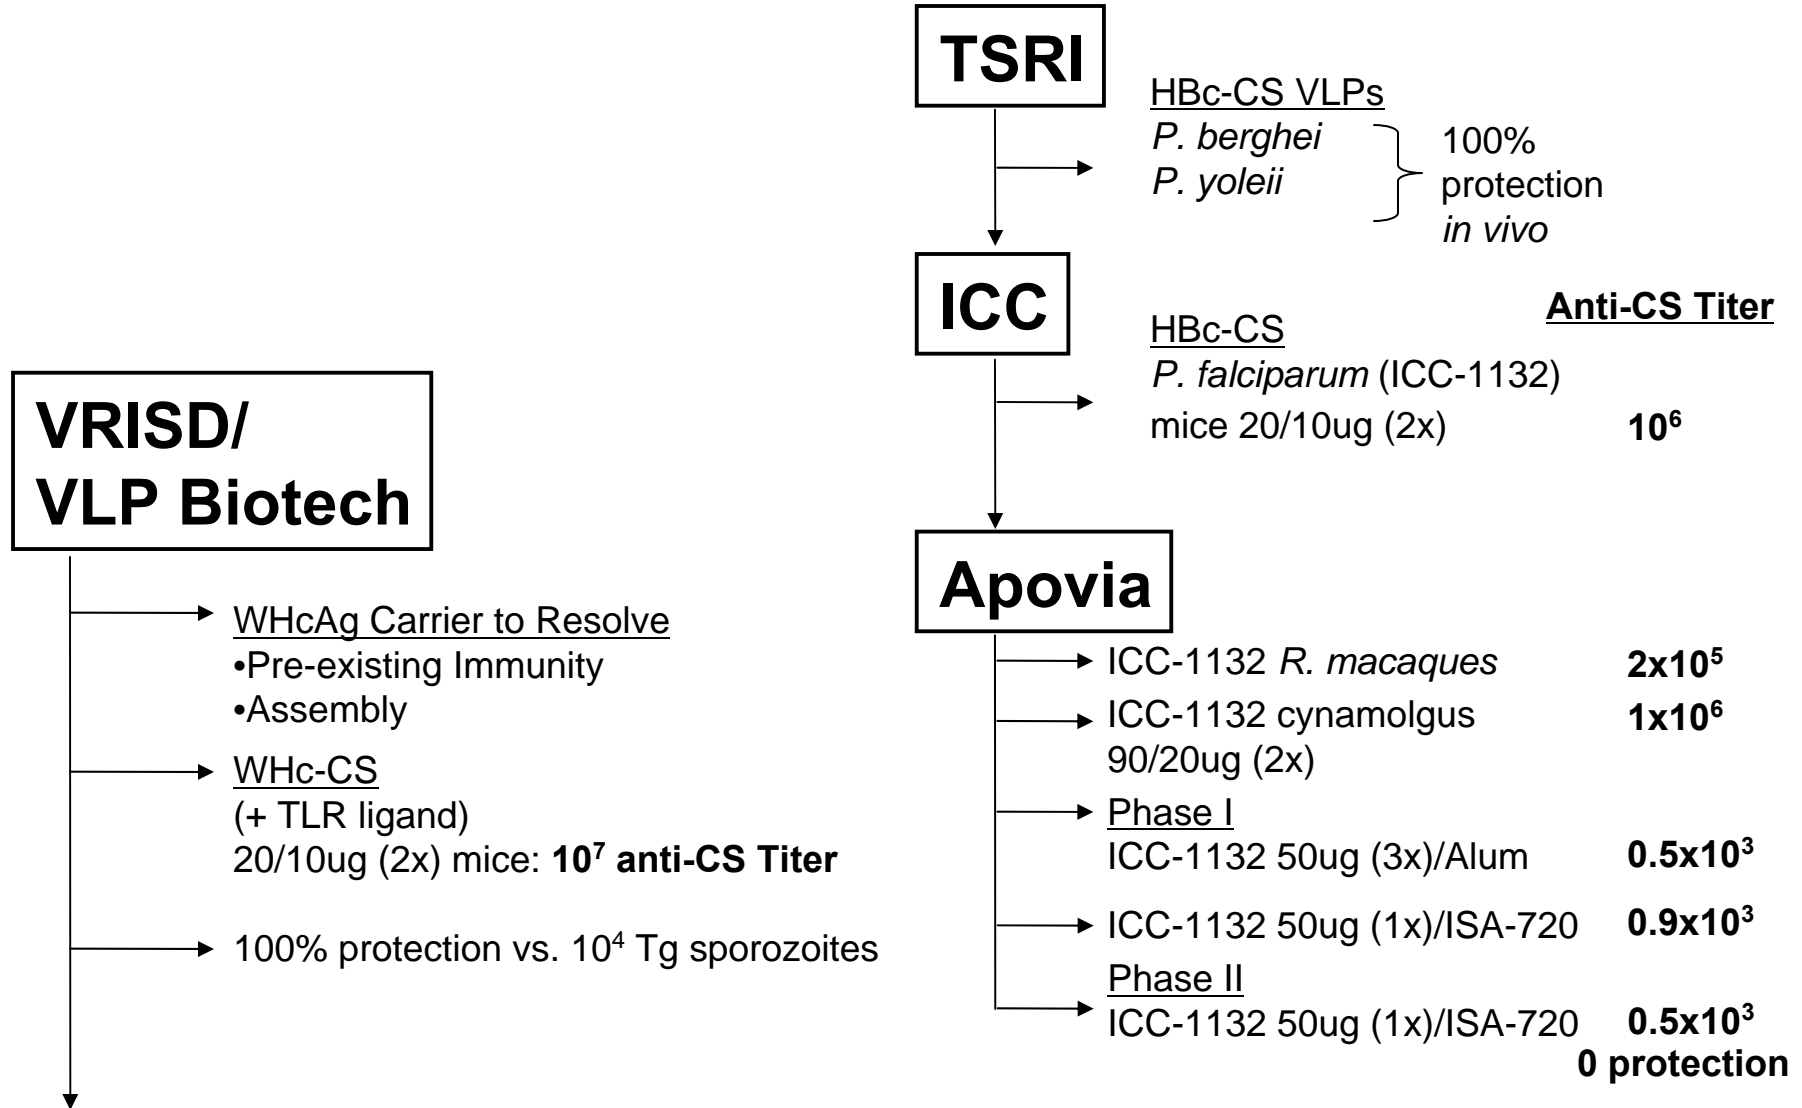 TSRI
HBc-CS VLPs
P. berghei
P. yoleii
100%
protection
in vivo
ICC
Anti-CS Titer
HBc-CS
P. falciparum (ICC-1132)
mice 20/10ug (2x) 10⁶
VRISD/
VLP Biotech
WHcAg Carrier to Resolve
•Pre-existing Immunity
•Assembly
WHc-CS
(+ TLR ligand)
20/10ug (2x) mice: 10⁷ anti-CS Titer
100% protection vs. 10⁴ Tg sporozoites
Apovia
ICC-1132 R. macaques 2x10⁵
ICC-1132 cynamolgus 1x10⁶
90/20ug (2x)
Phase I
ICC-1132 50ug (3x)/Alum 0.5x10³
ICC-1132 50ug (1x)/ISA-720 0.9x10³
Phase II
ICC-1132 50ug (1x)/ISA-720 0.5x10³
0 protection